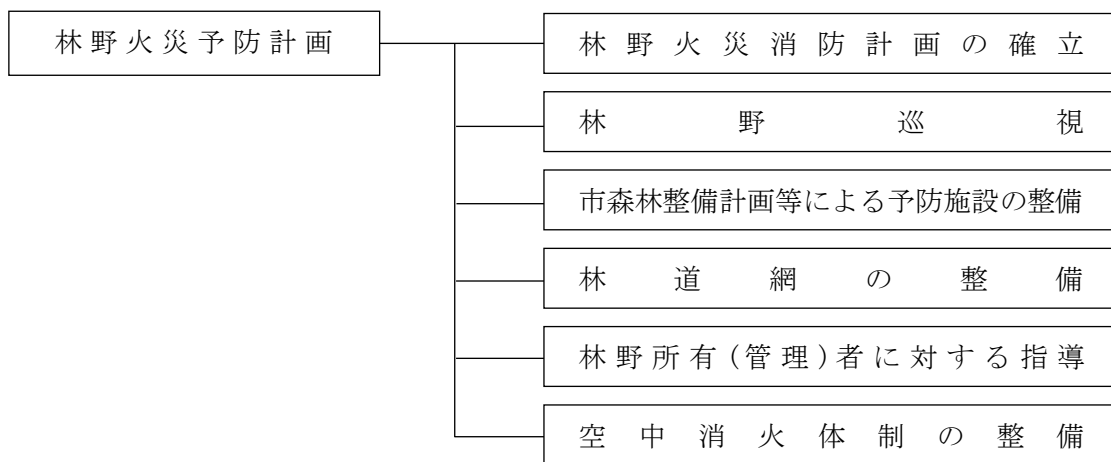 林野火災予防計画
林野火災消防計画の確立
林野巡視
市森林整備計画等による予防施設の整備
林道網の整備
林野所有(管理)者に対する指導
空中消火体制の整備